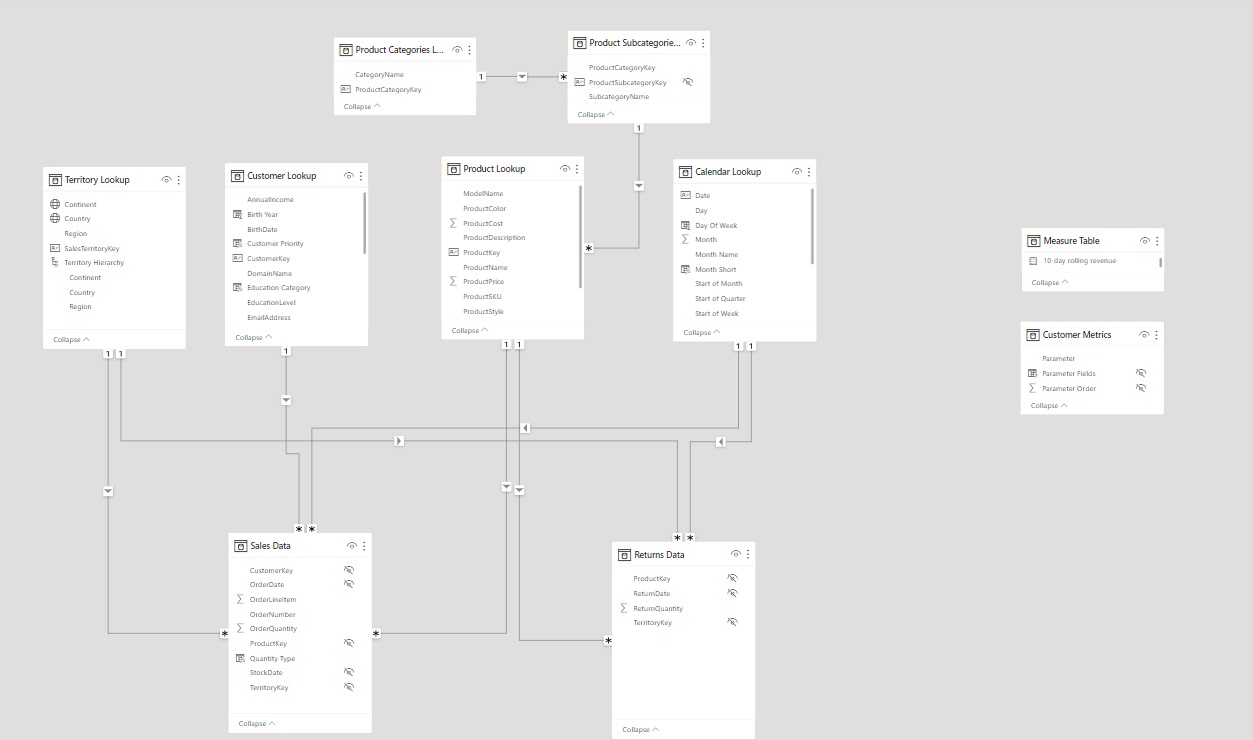 Product Categories L...
CategoryName
ProductCategoryKey
Collapse
Product Subcategorie...
ProductCategoryKey
ProductSubcategoryKey
SubcategoryName
Collapse
1
*
1
*
Territory Lookup
Continent
Country
Region
SalesTerritoryKey
Territory Hierarchy
Continent
Country
Region
Collapse
1 1
Customer Lookup
AnnualIncome
Birth Year
BirthDate
Customer Priority
CustomerKey
DomainName
Education Category
EducationLevel
EmailAddress
Collapse
1
Product Lookup
ModelName
ProductColor
ProductCost
ProductDescription
ProductKey
ProductName
ProductPrice
ProductSKU
ProductStyle
Collapse
1 1
Calendar Lookup
Date
Day
Day Of Week
Month
Month Name
Month Short
Start of Month
Start of Quarter
Start of Week
Collapse
1 1
Measure Table
10-day rolling revenue
Collapse
Customer Metrics
Parameter
Parameter Fields
Parameter Order
Collapse
* *
Sales Data
CustomerKey
OrderDate
OrderLineItem
OrderNumber
OrderQuantity
ProductKey
Quantity Type
StockDate
TerritoryKey
Collapse
* *
* *
Returns Data
ProductKey
ReturnDate
ReturnQuantity
TerritoryKey
Collapse
*